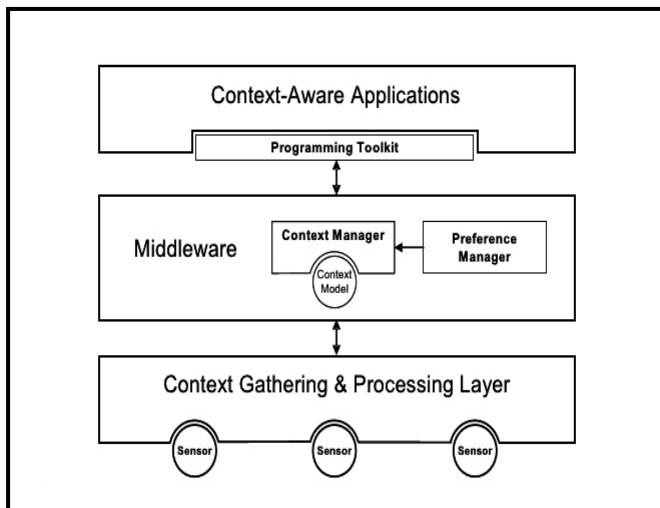 Context-Aware Applications
Programming Toolkit
Middleware
Context Manager
Context
Model
Preference
Manager
Context Gathering & Processing Layer
Sensor
Sensor
Sensor